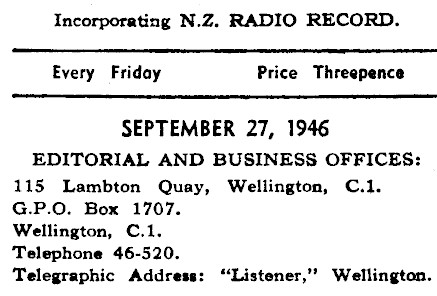 Incorporating N.Z. RADIO RECORD.
Every Friday Price Threepence
SEPTEMBER 27, 1946
EDITORIAL AND BUSINESS OFFICES:
115 Lambton Quay, Wellington, C.1.
G.P.O. Box 1707.
Wellington, C.1.
Telephone 46-520.
Telegraphic Address: "Listener," Wellington.